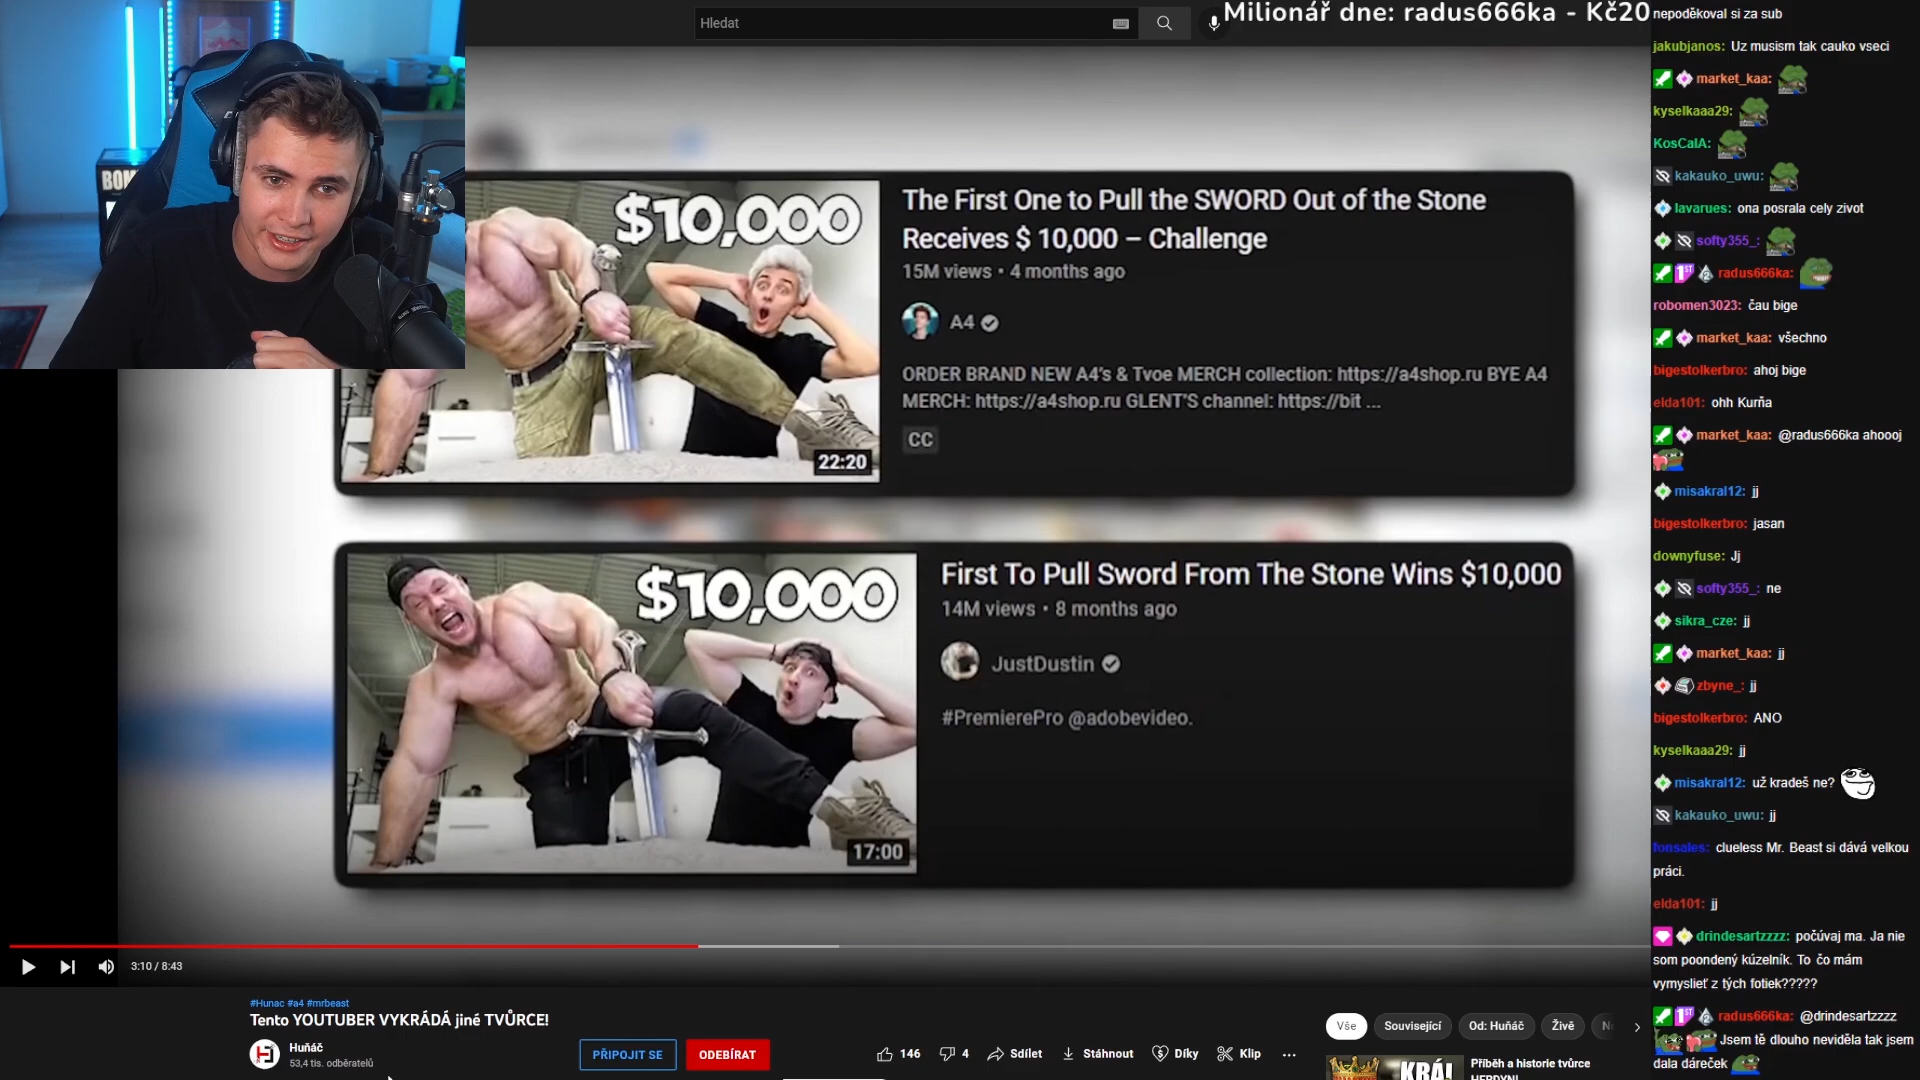 Hledat
Milionář dne: radus666ka - Kč20
BOM
$10,000
22:20
The First One to Pull the SWORD Out of the Stone
Receives $ 10,000 – Challenge
15M views • 4 months ago
A4
ORDER BRAND NEW A4's & Tvoe MERCH collection: https://a4shop.ru BYE A4
MERCH: https://a4shop.ru GLENT'S channel: https://bit ...
CC
$10,000
17:00
First To Pull Sword From The Stone Wins $10,000
14M views • 8 months ago
JustDustin
#PremierePro @adobevideo.
3:10 / 8:43
#Hunac #a4 #mrbeast
Tento YOUTUBER VYKRÁDÁ jiné TVŮRCE!
Huňáč
53,4 tis. odběratelů
PŘIPOJIT SE
ODEBÍRAT
146
4
Sdílet
Stáhnout
Díky
Klip
Vše
Související
Od: Huňáč
Živě
KRÁL
Příběh a historie tvůrce
HERDYN!
nepoděkoval si za sub
jakubjanos: Uz musism tak cauko vseci
market_kaa:
kyselkaaa29:
KosCalA:
kakauko_uwu:
lavarues: ona posrala cely zivot
softy355_:
1ST radus666ka:
robomen3023: čau bige
market_kaa: všechno
bigestolkerbro: ahoj bige
elda101: ohh Kurňa
market_kaa: @radus666ka ahoooj
misakral12: jj
bigestolkerbro: jasan
downyfuse: Jj
softy355_: ne
sikra_cze: jj
market_kaa: jj
zbyne_: jj
bigestolkerbro: ANO
kyselkaaa29: jj
misakral12: už kradeš ne?
kakauko_uwu: jj
fonsales: clueless Mr. Beast si dává velkou
práci.
elda101: jj
drindesartzzzz: počúvaj ma. Ja nie
som poondený kúzelník. To čo mám
vymyslieť z tých fotiek?????
1ST radus666ka: @drindesartzzzz
Jsem tě dlouho neviděla tak jsem
dala dáreček